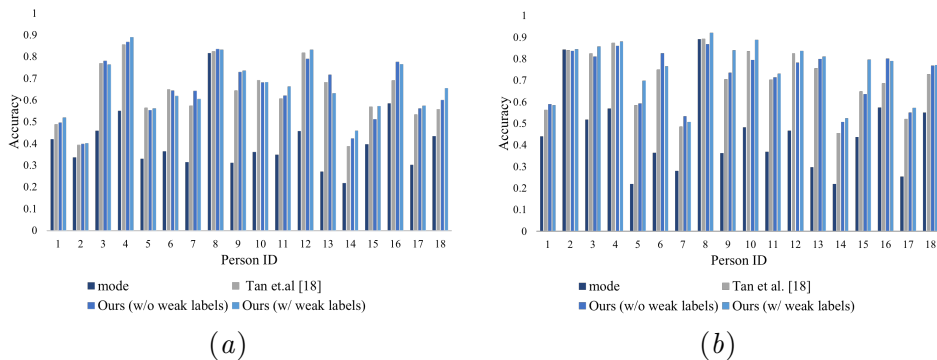 1
0.9
0.8
0.7
0.6
0.5
0.4
0.3
0.2
0.1
0
Accuracy
1 2 3 4 5 6 7 8 9 10 11 12 13 14 15 16 17 18
Person ID
mode Tan et.al [18]
Ours (w/o weak labels) Ours (w/ weak labels)
(a)
1
0.9
0.8
0.7
0.6
0.5
0.4
0.3
0.2
0.1
0
Accuracy
1 2 3 4 5 6 7 8 9 10 11 12 13 14 15 16 17 18
Person ID
mode Tan et al. [18]
Ours (w/o weak labels) Ours (w/ weak labels)
(b)